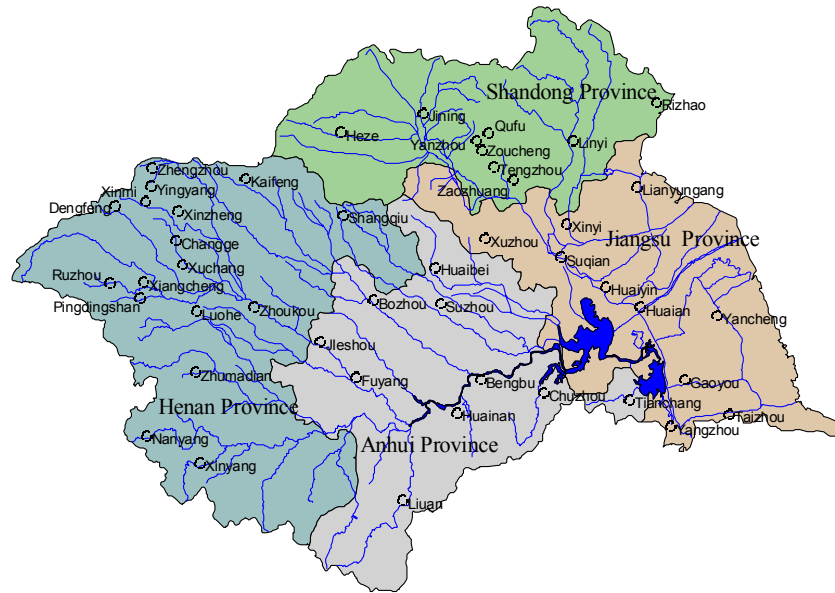 Shandong Province
Rizhao
Jining
Heze
Qufu
Yanzhou
Linyi
Zoucheng
Tengzhou
Zaozhuang
Lianyungang
Zhengzhou
Kaifeng
Xinmi
Yingyang
Dengfeng
Xinzheng
Shangqiu
Xinyi
Changge
Xuzhou
Jiangsu Province
Suqian
Xuchang
Huaibei
Ruzhou
Xiangcheng
Huaiyin
Pingdingshan
Bozhou
Suzhou
Huaian
Luohe
Zhoukou
Yancheng
JIeshou
Zhumadian
Fuyang
Bengbu
Gaoyou
Henan Province
Chuzhou
Tianchang
Huainan
Taizhou
Nanyang
Anhui Province
Yangzhou
Xinyang
Liuan